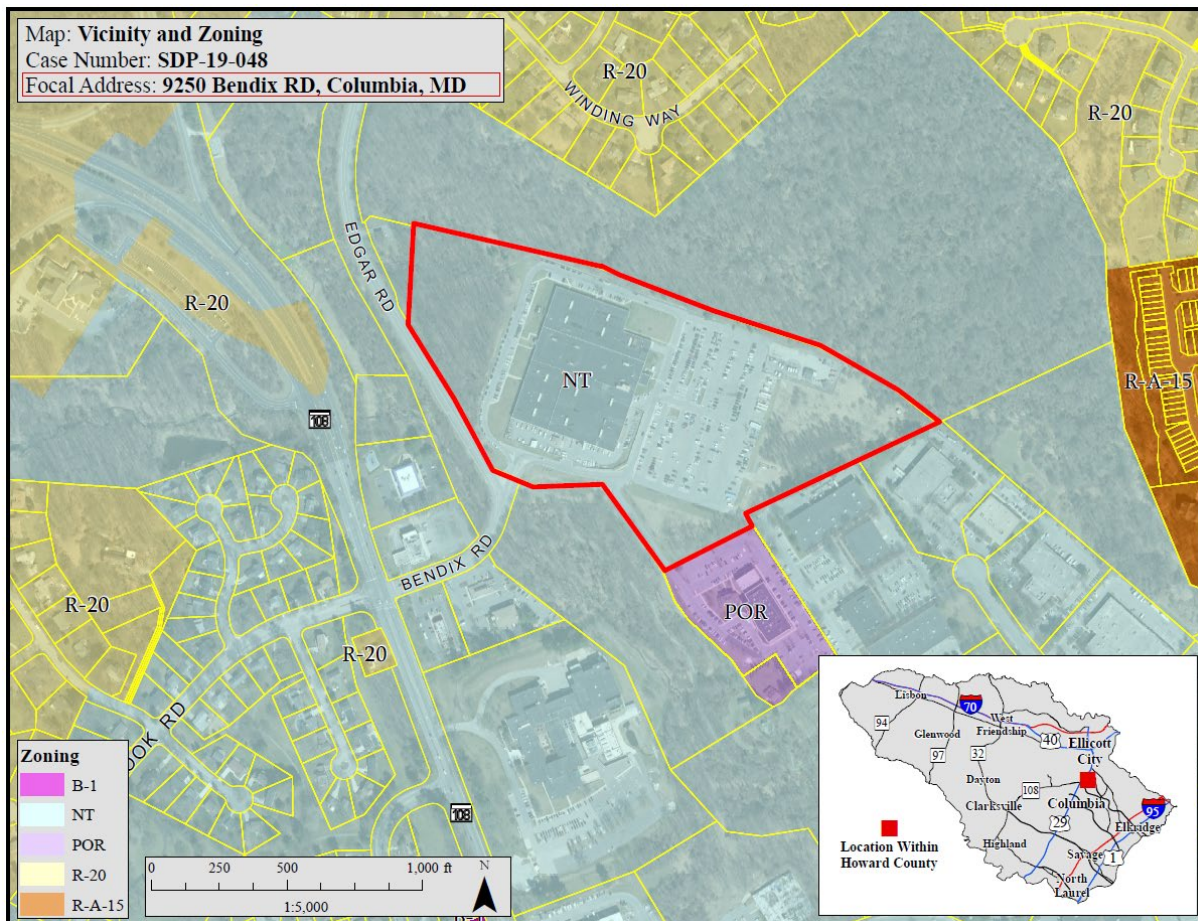 Map: Vicinity and Zoning
Case Number: SDP-19-048
Focal Address: 9250 Bendix RD, Columbia, MD
R-20
WINDING WAY
R-20
EDGAR RD
R-20
NT
R-A-15
108
BENDIX RD
R-20
POR
R-20
OOK RD
108
Zoning
B-1
NT
POR
R-20
R-A-15
0 250 500 1,000 ft
N
1:5,000
Lisbon
70
West
Friendship
94
Glenwood
40
Ellicott
City
97
32
Dayton
108
Clarksville
Columbia
95
29
Elkridge
Highland
Savage
1
North
Laurel
Location Within
Howard County